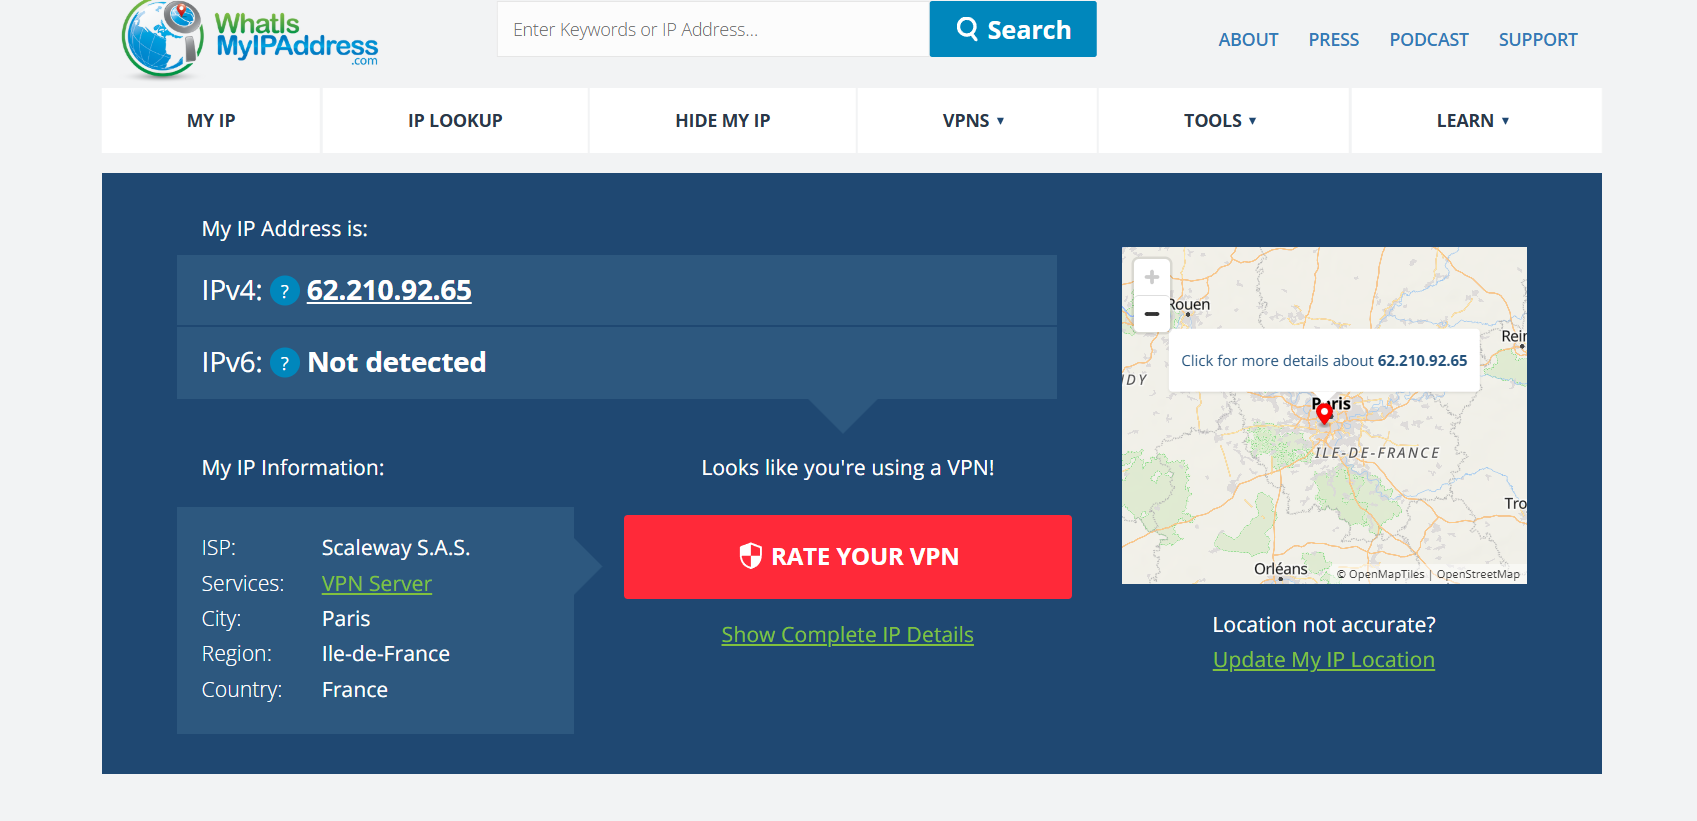 WhatIs
MyIPAddress
.com
Enter Keywords or IP Address...
Search
ABOUT
PRESS
PODCAST
SUPPORT
MY IP
IP LOOKUP
HIDE MY IP
VPNS ▼
TOOLS ▼
LEARN ▼
My IP Address is:
IPv4: ? 62.210.92.65
IPv6: ? Not detected
My IP Information:
ISP: Scaleway S.A.S.
Services: VPN Server
City: Paris
Region: Ile-de-France
Country: France
Looks like you're using a VPN!
RATE YOUR VPN
Show Complete IP Details
+
−
Rouen
Rein
Click for more details about 62.210.92.65
DY
Paris
ILE-DE-FRANCE
Tro
Orléans
© OpenMapTiles | OpenStreetMap
Location not accurate?
Update My IP Location